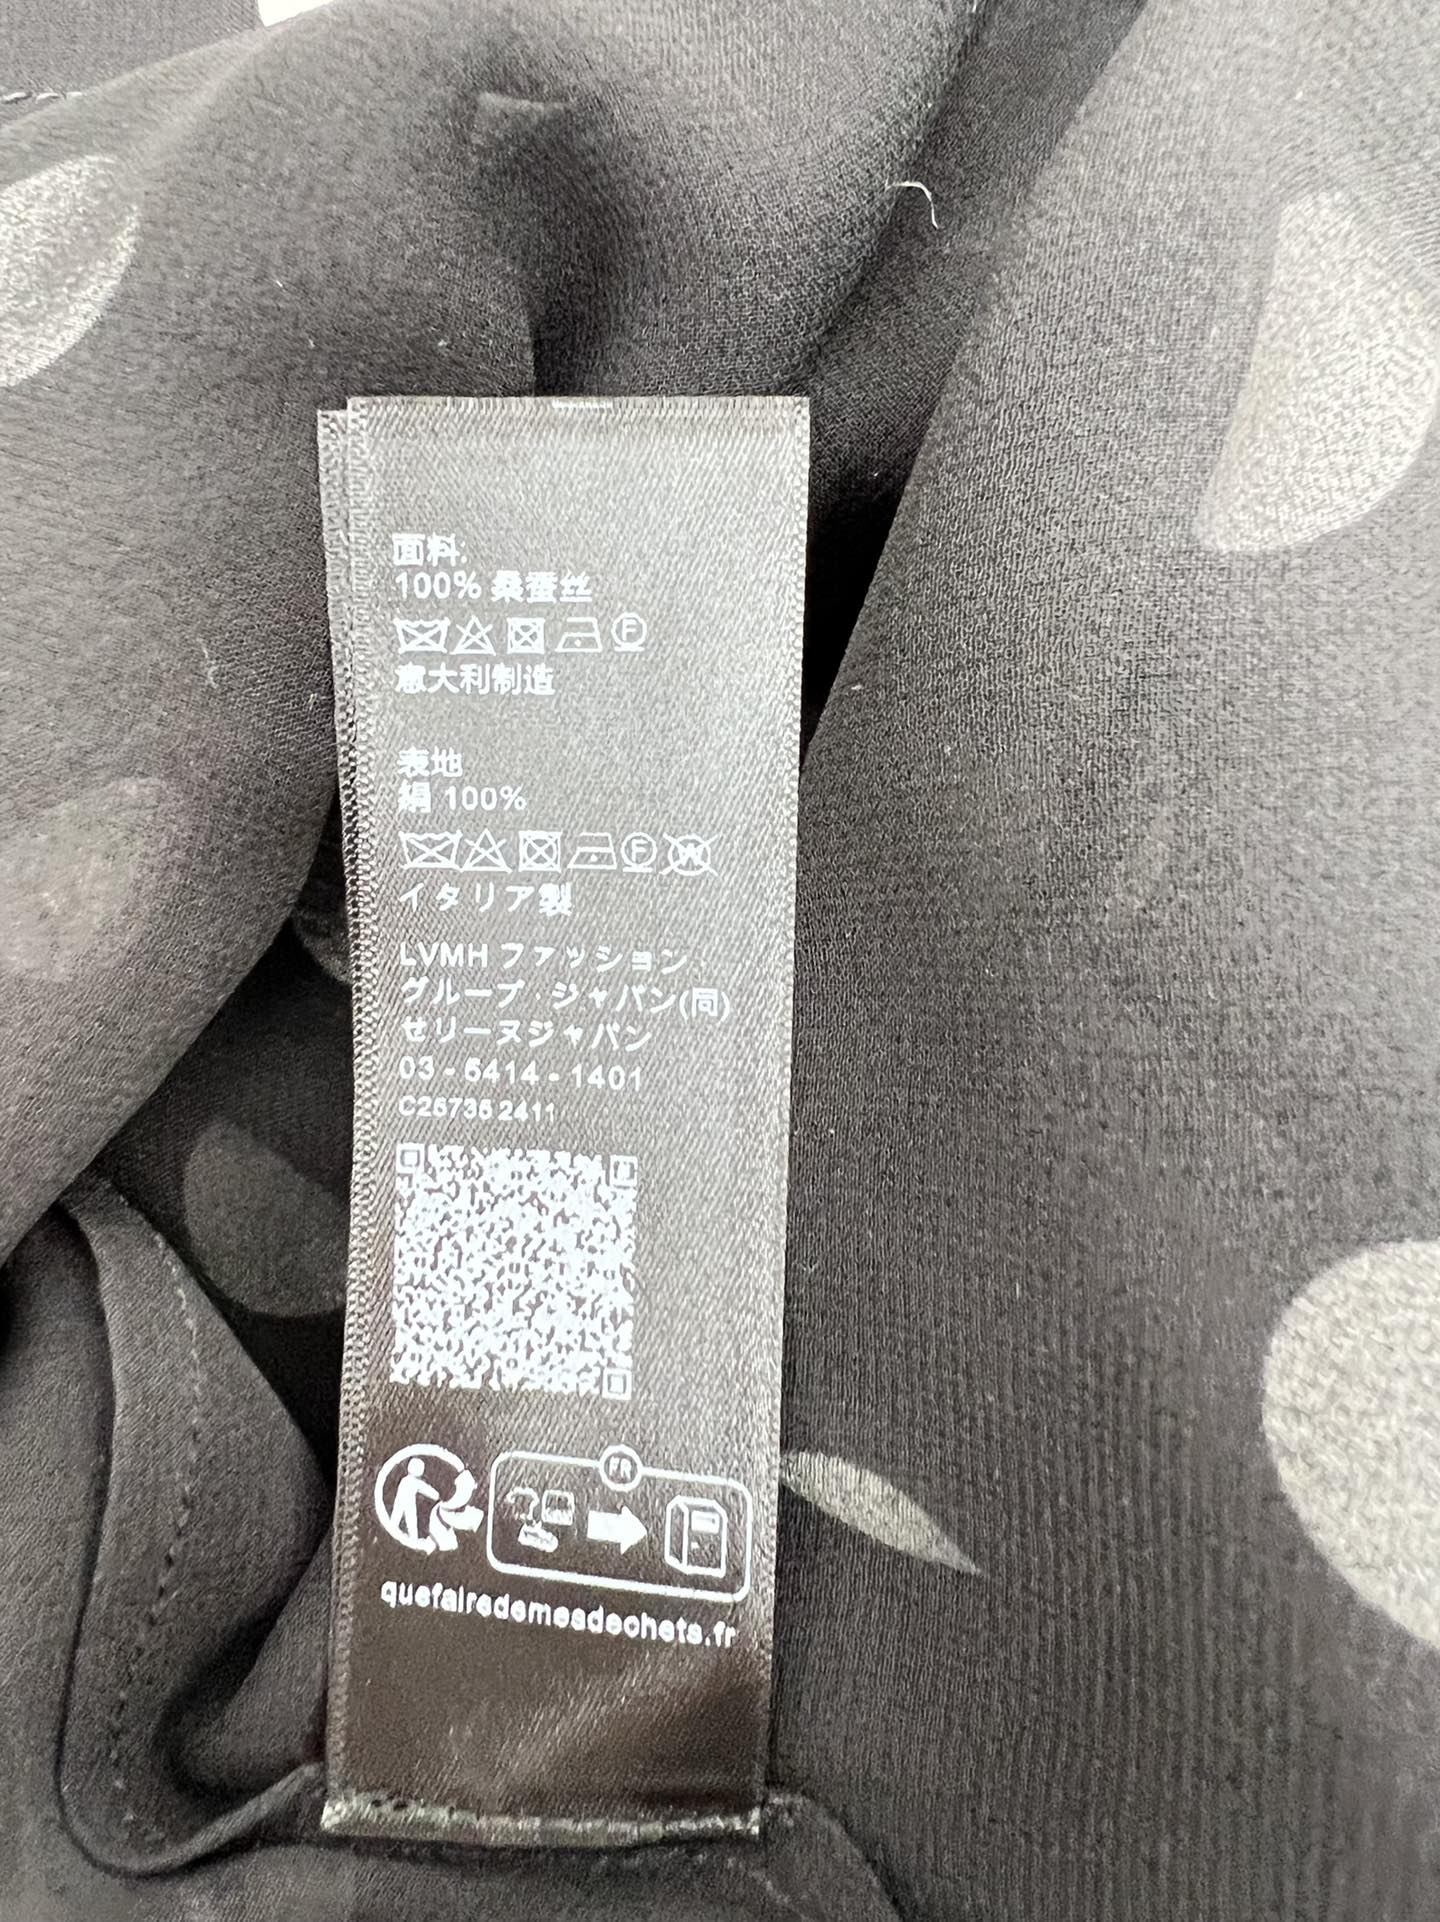 面料:
100% 桑蚕丝
F
意大利制造
表地
絹 100%
F W
イタリア製
LVMH ファッション・
グループ・ジャパン(同)
セリーヌジャパン
03 - 5414 - 1401
C25735 2411
FR
quefairedemesdechets.fr